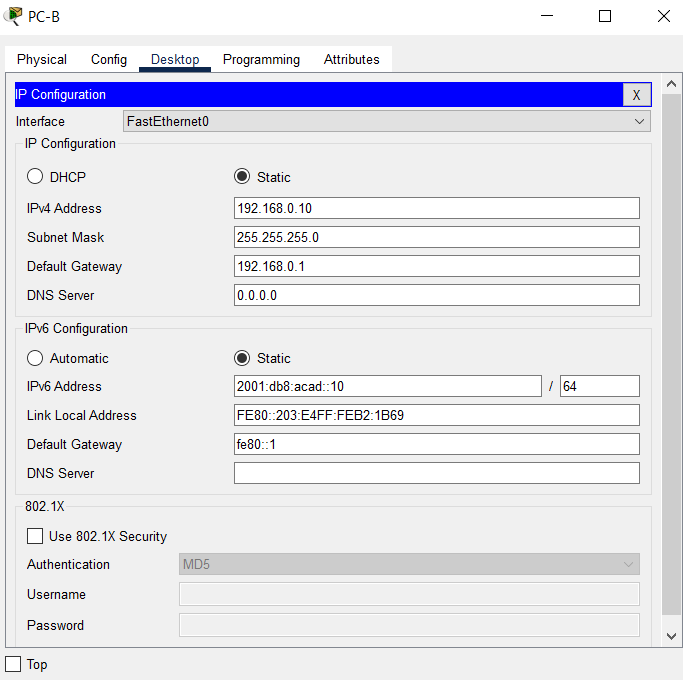 PC-B
Physical Config Desktop Programming Attributes
IP Configuration X
Interface FastEthernet0
IP Configuration
DHCP Static
IPv4 Address 192.168.0.10
Subnet Mask 255.255.255.0
Default Gateway 192.168.0.1
DNS Server 0.0.0.0
IPv6 Configuration
Automatic Static
IPv6 Address 2001:db8:acad::10 / 64
Link Local Address FE80::203:E4FF:FEB2:1B69
Default Gateway fe80::1
DNS Server
802.1X
Use 802.1X Security
Authentication MD5
Username
Password
Top